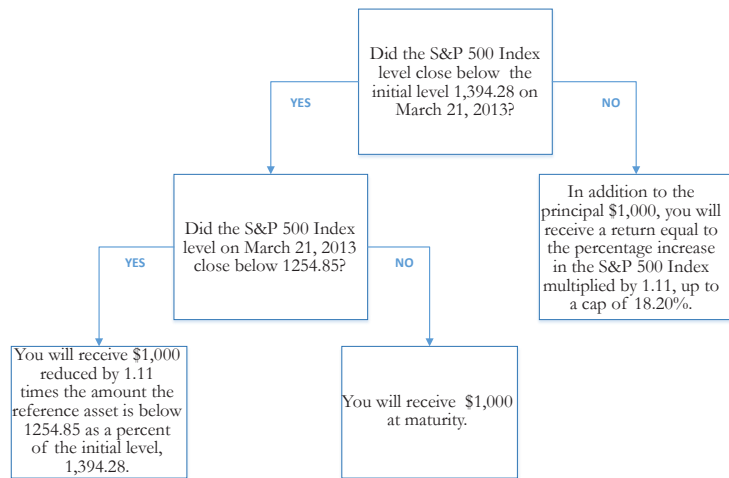 Did the S&P 500 Index
level close below the
initial level 1,394.28 on
March 21, 2013?
YES
NO
Did the S&P 500 Index
level on March 21, 2013
close below 1254.85?
In addition to the
principal $1,000, you will
receive a return equal to
the percentage increase
in the S&P 500 Index
multiplied by 1.11, up to
a cap of 18.20%.
YES
NO
You will receive $1,000
reduced by 1.11
times the amount the
reference asset is below
1254.85 as a percent
of the initial level,
1,394.28.
You will receive $1,000
at maturity.